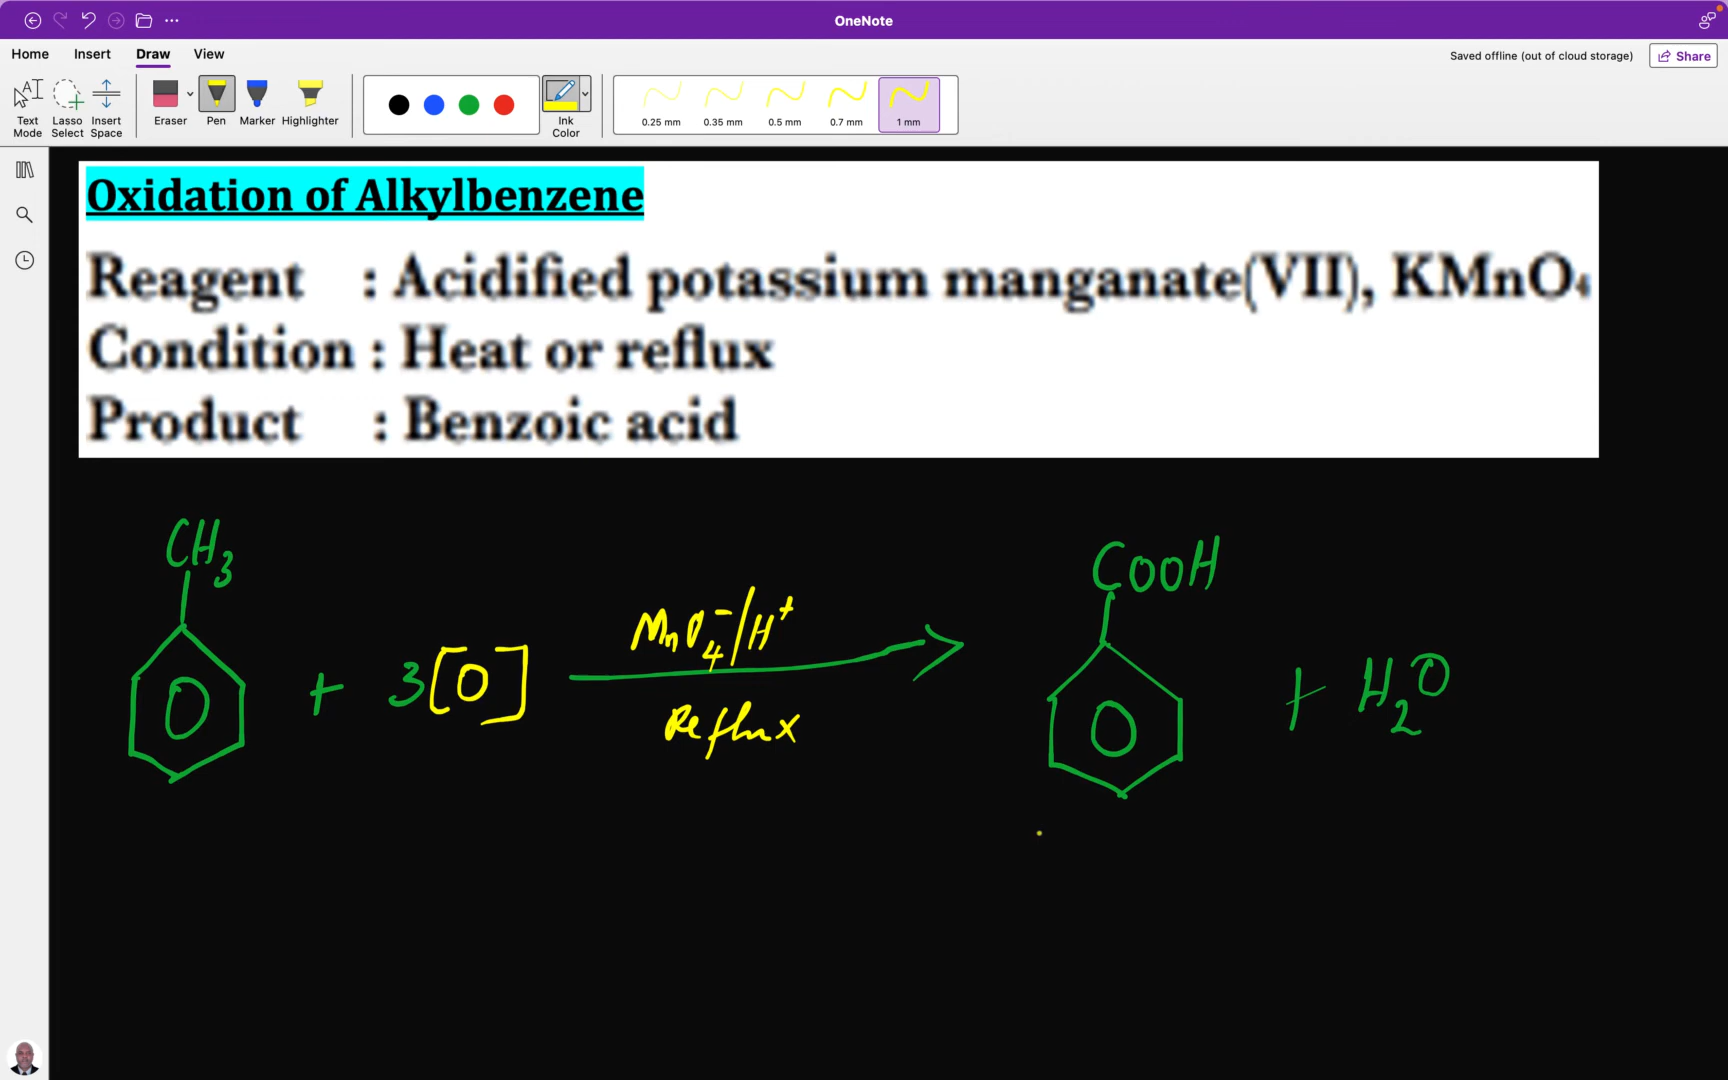 OneNote
Home Insert Draw View
Saved offline (out of cloud storage) Share
Text Mode Lasso Select Insert Space Eraser Pen Marker Highlighter Ink Color 0.25 mm 0.35 mm 0.5 mm 0.7 mm 1 mm
Oxidation of Alkylbenzene
Reagent : Acidified potassium manganate(VII), KMnO₄
Condition : Heat or reflux
Product : Benzoic acid
CH₃ COOH
MnO₄⁻/H⁺
+ 3[O] + H₂O
Reflux